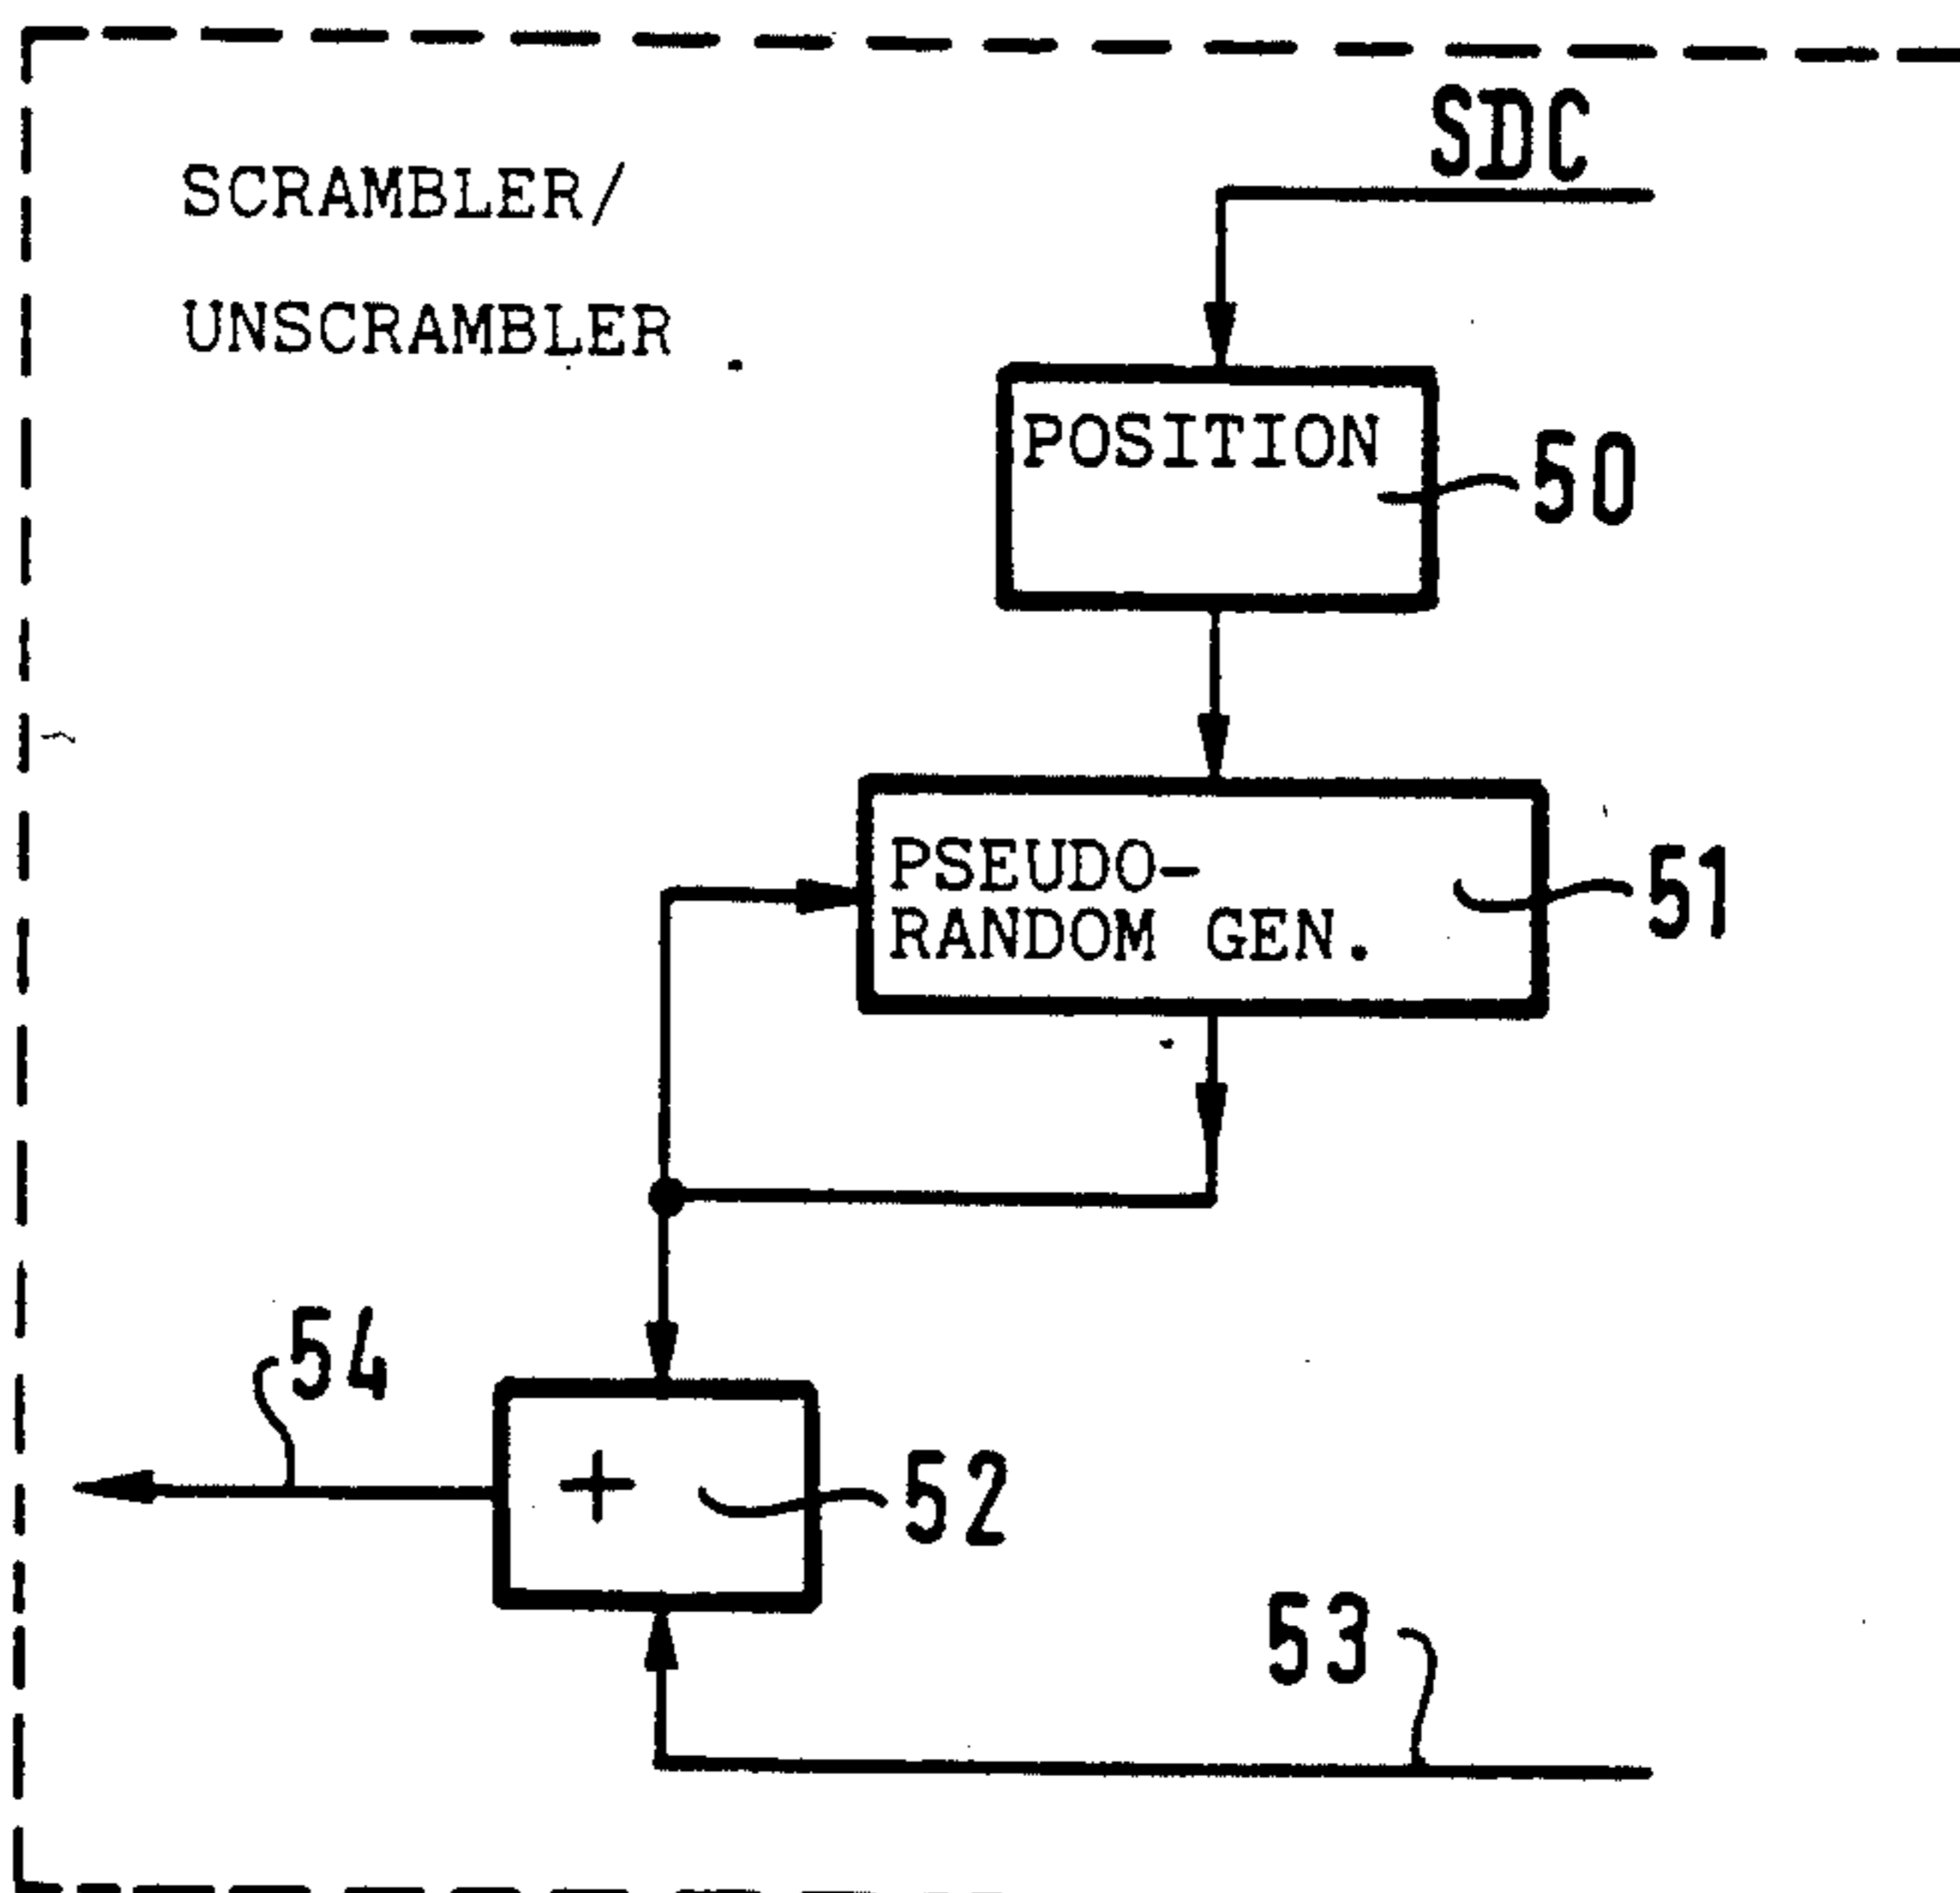 SDC
SCRAMBLER/
UNSCRAMBLER
POSITION
50
PSEUDO-
RANDOM GEN.
51
54
+
52
53